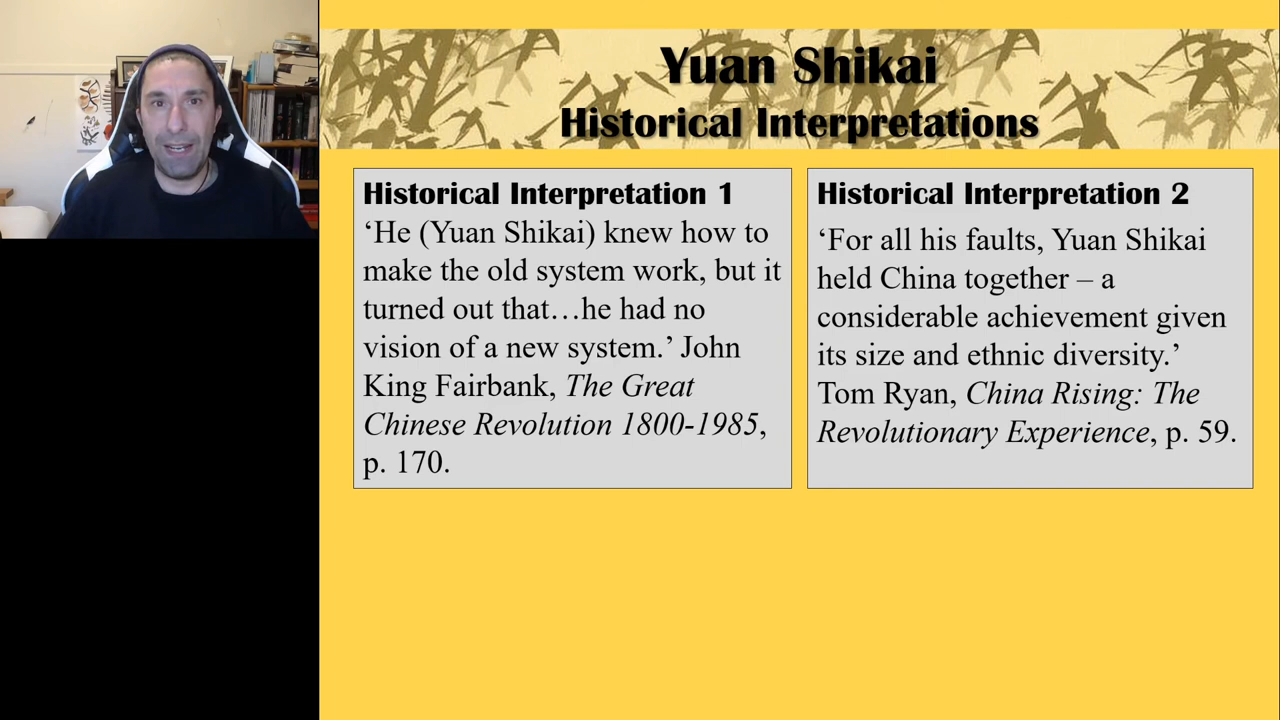 Yuan Shikai
Historical Interpretations
Historical Interpretation 1
‘He (Yuan Shikai) knew how to
make the old system work, but it
turned out that…he had no
vision of a new system.’ John
King Fairbank, The Great
Chinese Revolution 1800-1985,
p. 170.
Historical Interpretation 2
‘For all his faults, Yuan Shikai
held China together – a
considerable achievement given
its size and ethnic diversity.’
Tom Ryan, China Rising: The
Revolutionary Experience, p. 59.